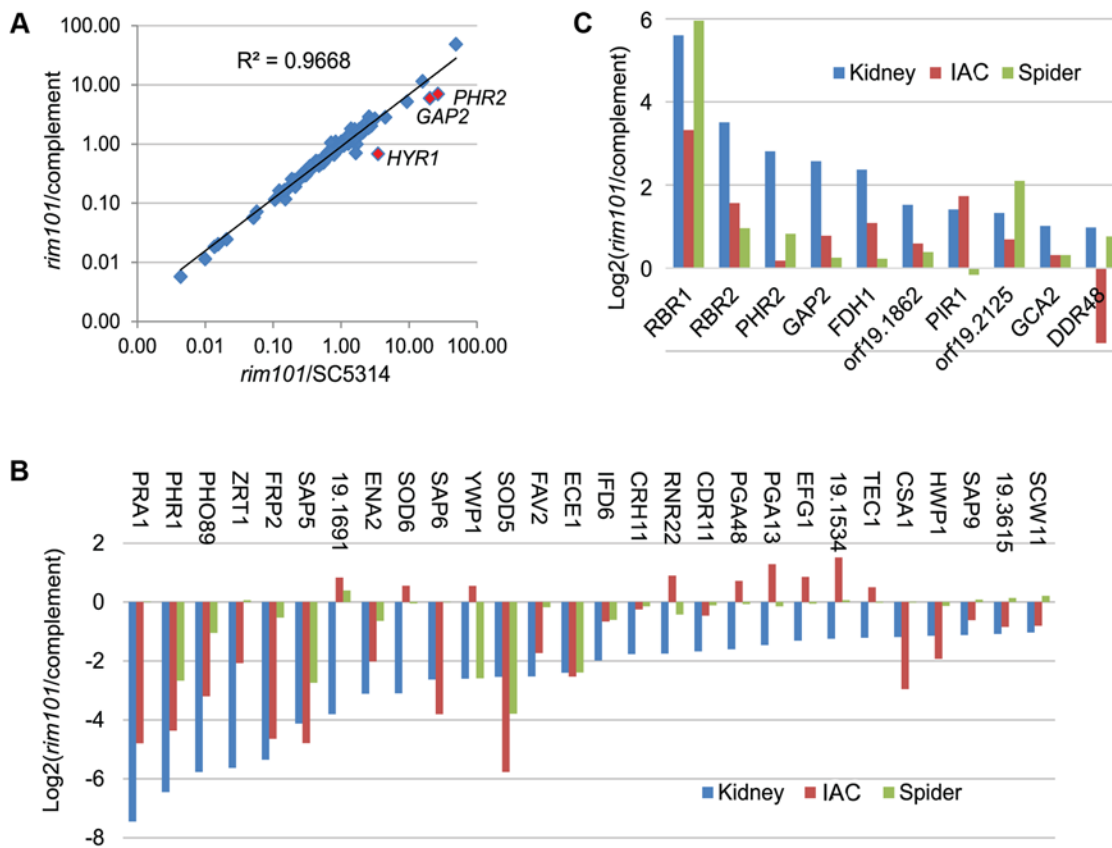 A
R² = 0.9668
100.00
10.00
1.00
0.10
0.01
0.00
rim101/complement
PHR2
GAP2
HYR1
0.00 0.01 0.10 1.00 10.00 100.00
rim101/SC5314
C
Kidney IAC Spider
6
4
2
0
Log2(rim101/complement)
RBR1 RBR2 PHR2 GAP2 FDH1 orf19.1862 PIR1 orf19.2125 GCA2 DDR48
B
PRA1 PHR1 PHO89 ZRT1 FRP2 SAP5 19.1691 ENA2 SOD6 SAP6 YWP1 SOD5 FAV2 ECE1 IFD6 CRH11 RNR22 CDR11 PGA48 PGA13 EFG1 19.1534 TEC1 CSA1 HWP1 SAP9 19.3615 SCW11
2
0
-2
-4
-6
-8
Log2(rim101/complement)
Kidney IAC Spider